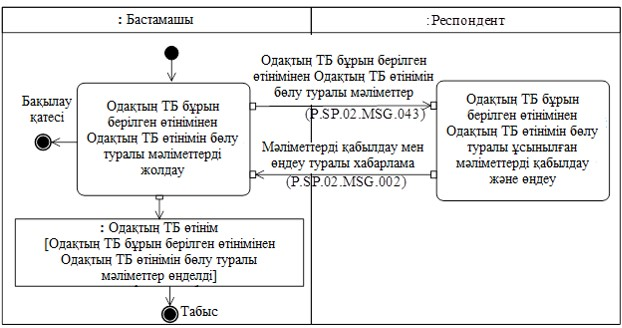 : Бастамашы
:Респондент
Одақтың ТБ бұрын берілген
өтінімінен Одақтың ТБ өтінімін
бөлу туралы мәліметтер
(P.SP.02.MSG.043)
Бақылау
қатесі
Одақтың ТБ бұрын берілген
өтінімінен
Одақтың ТБ өтінімін бөлу
туралы мәліметтерді
жолдау
Одақтың ТБ бұрын
берілген өтінімінен
Одақтың ТБ өтінімін бөлу
туралы ұсынылған
мәліметтерді қабылдау
және өңдеу
Мәліметтерді қабылдау мен
өңдеу туралы хабарлама
(P.SP.02.MSG.002)
: Одақтың ТБ өтінім
[Одақтың ТБ бұрын берілген өтінімінен
Одақтың ТБ өтінімін бөлу туралы
мәліметтер өңделді]
Табыс